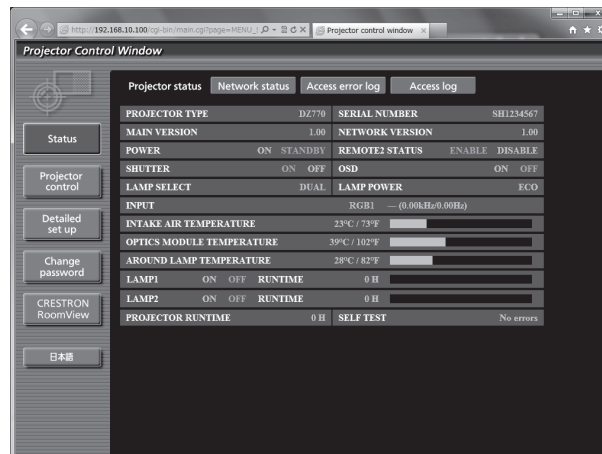 http://192.168.10.100/cgi-bin/main.cgi?page=MENU_S
Projector control window
Projector Control Window
Projector status Network status Access error log Access log
Status
Projector control
Detailed set up
Change password
CRESTRON RoomView
日本語
PROJECTOR TYPE DZ770 SERIAL NUMBER SH1234567
MAIN VERSION 1.00 NETWORK VERSION 1.00
POWER ON STANDBY REMOTE2 STATUS ENABLE DISABLE
SHUTTER ON OFF OSD ON OFF
LAMP SELECT DUAL LAMP POWER ECO
INPUT RGB1 — (0.00kHz/0.00Hz)
INTAKE AIR TEMPERATURE 23°C / 73°F
OPTICS MODULE TEMPERATURE 39°C / 102°F
AROUND LAMP TEMPERATURE 28°C / 82°F
LAMP1 ON OFF RUNTIME 0 H
LAMP2 ON OFF RUNTIME 0 H
PROJECTOR RUNTIME 0 H SELF TEST No errors